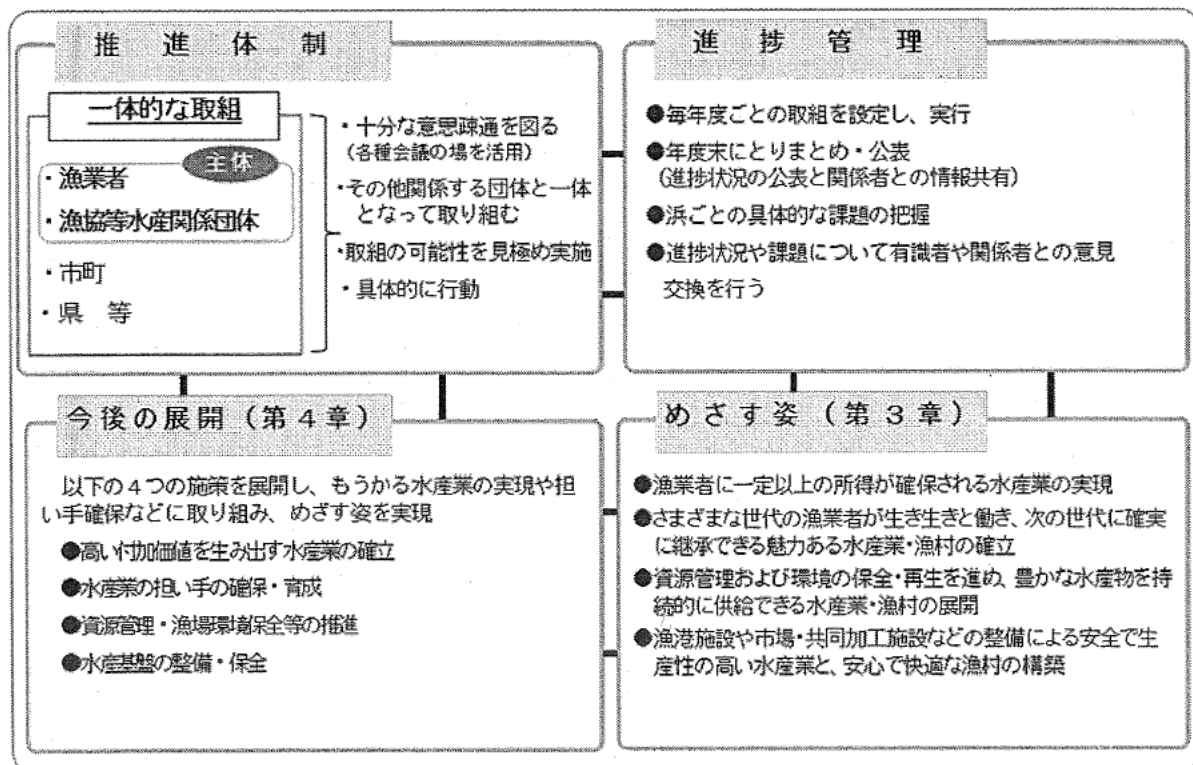 推進体制
一体的な取組
主体
・漁業者
・漁協等水産関係団体
・市町
・県 等
・十分な意思疎通を図る
(各種会議の場を活用)
・その他関係する団体と一体
となって取り組む
・取組の可能性を見極め実施
・具体的に行動
進捗管理
●毎年度ごとの取組を設定し、実行
●年度末にとりまとめ・公表
(進捗状況の公表と関係者との情報共有)
●浜ごとの具体的な課題の把握
●進捗状況や課題について有識者や関係者との意見
交換を行う
今後の展開(第4章)
以下の4つの施策を展開し、もうかる水産業の実現や担
い手確保などに取り組み、めざす姿を実現
●高い付加価値を生み出す水産業の確立
●水産業の担い手の確保・育成
●資源管理・漁場環境保全等の推進
●水産基盤の整備・保全
めざす姿(第3章)
●漁業者に一定以上の所得が確保される水産業の実現
●さまざまな世代の漁業者が生き生きと働き、次の世代に確実
に継承できる魅力ある水産業・漁村の確立
●資源管理および環境の保全・再生を進め、豊かな水産物を持
続的に供給できる水産業・漁村の展開
●漁港施設や市場・共同加工施設などの整備による安全で生
産性の高い水産業と、安心で快適な漁村の構築